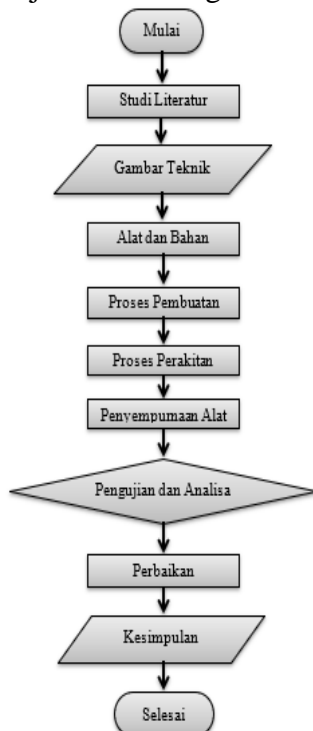 Mulai
Studi Literatur
Gambar Teknik
Alat dan Bahan
Proses Pembuatan
Proses Perakitan
Penyempurnaan Alat
Pengujian dan Analisa
Perbaikan
Kesimpulan
Selesai